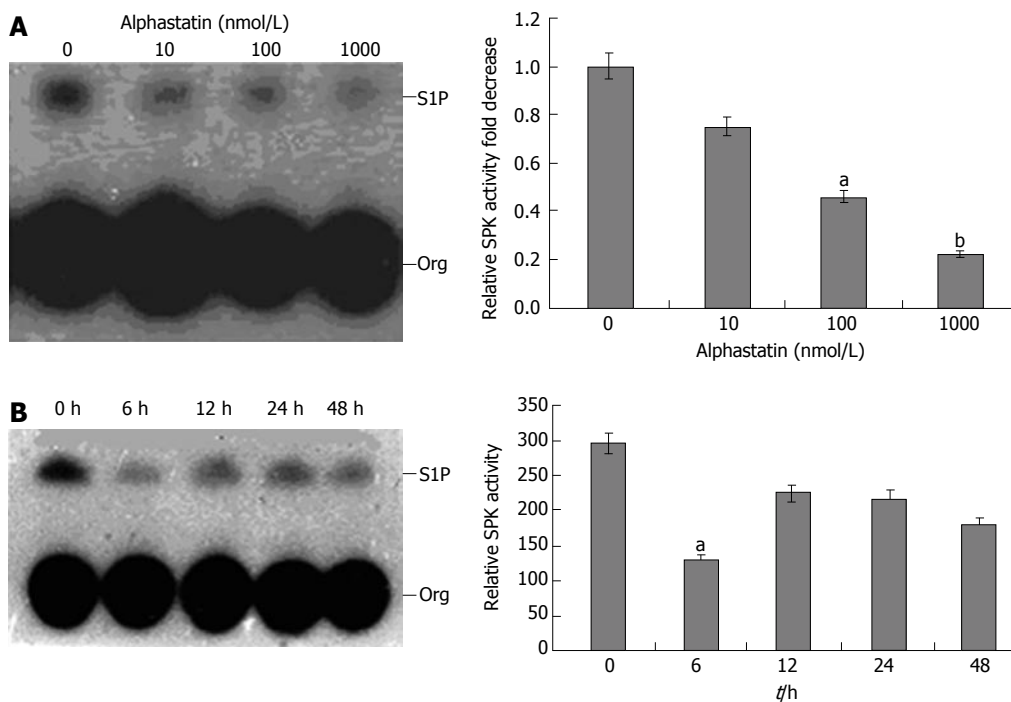 A
Alphastatin (nmol/L)
0 10 100 1000
S1P
Org
Relative SPK activity fold decrease
1.2
1.0
0.8
0.6
0.4
0.2
0.0
a
b
0 10 100 1000
Alphastatin (nmol/L)
B
0 h 6 h 12 h 24 h 48 h
S1P
Org
Relative SPK activity
350
300
250
200
150
100
50
0
a
0 6 12 24 48
t/h